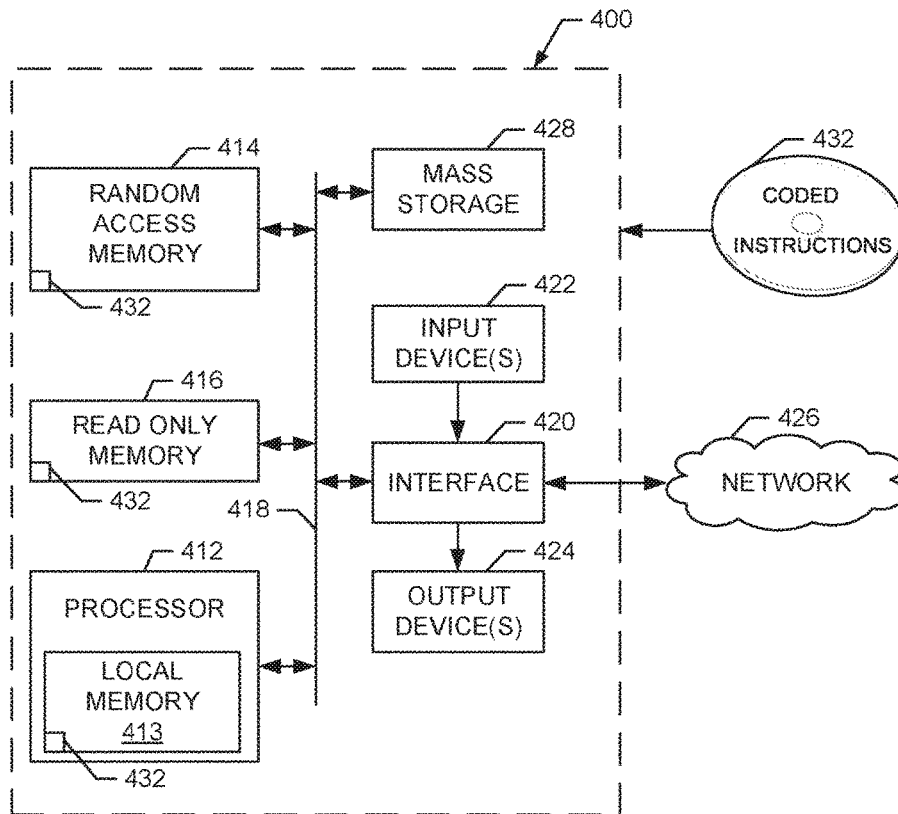 400
414
RANDOM
ACCESS
MEMORY
432
428
MASS
STORAGE
432
CODED
INSTRUCTIONS
422
INPUT
DEVICE(S)
416
READ ONLY
MEMORY
432
420
INTERFACE
426
NETWORK
418
412
PROCESSOR
LOCAL
MEMORY
413
432
424
OUTPUT
DEVICE(S)